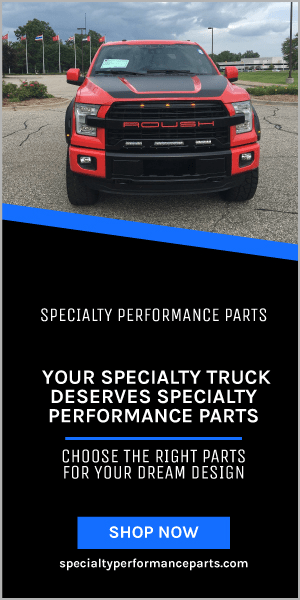 ROUSH
SPECIALTY PERFORMANCE PARTS
YOUR SPECIALTY TRUCK
DESERVES SPECIALTY
PERFORMANCE PARTS
CHOOSE THE RIGHT PARTS
FOR YOUR DREAM DESIGN
SHOP NOW
specialtyperformanceparts.com